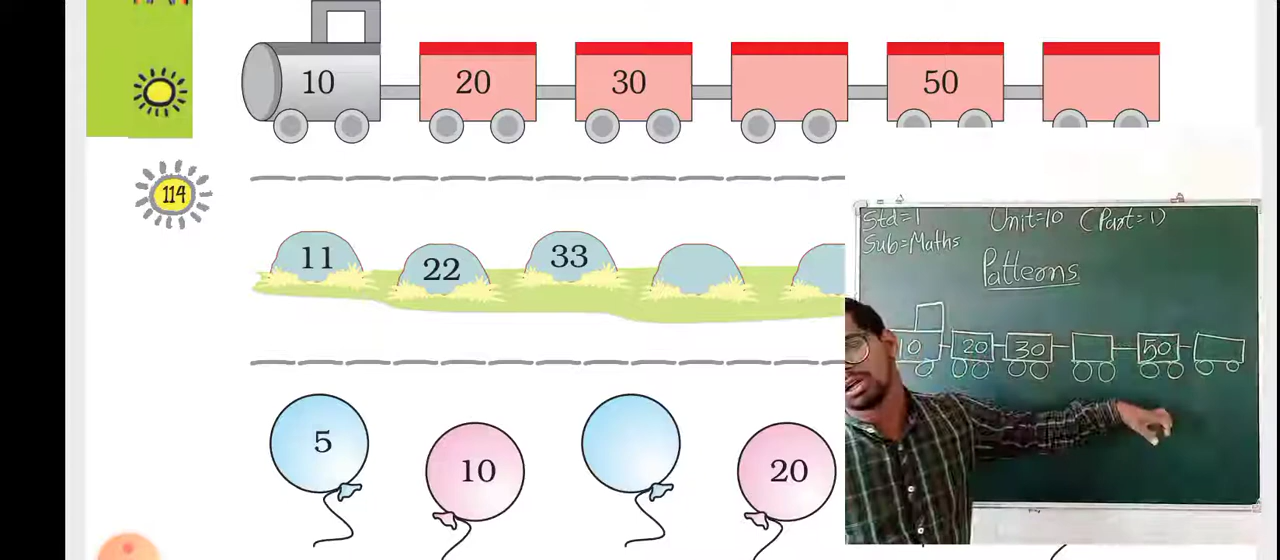 10 20 30 50
114
11 22 33
5 10 20
Std=1 Unit=10 (Part=1)
Sub=Maths
Patterns
10 20 30 50